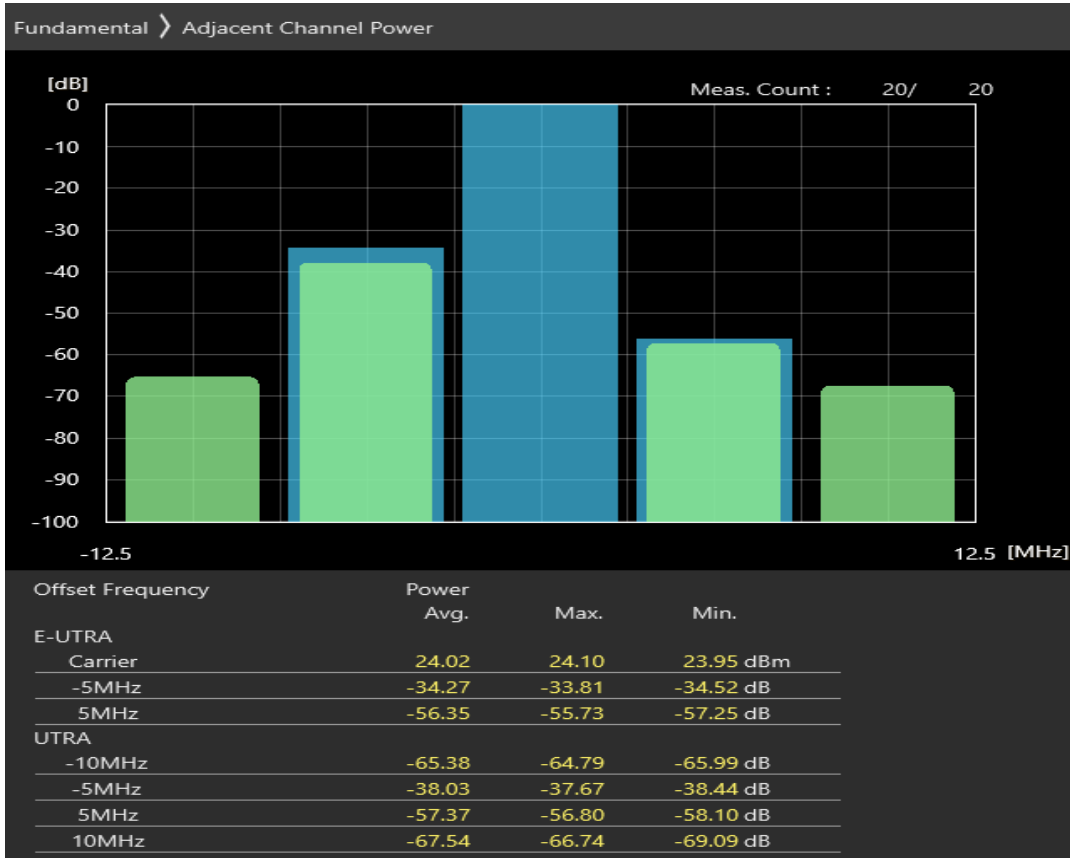 Fundamental ❭ Adjacent Channel Power
[dB]
Meas. Count : 20/ 20
0
-10
-20
-30
-40
-50
-60
-70
-80
-90
-100
-12.5 12.5 [MHz]
Offset Frequency Power
Avg. Max. Min.
E-UTRA
Carrier 24.02 24.10 23.95 dBm
-5MHz -34.27 -33.81 -34.52 dB
5MHz -56.35 -55.73 -57.25 dB
UTRA
-10MHz -65.38 -64.79 -65.99 dB
-5MHz -38.03 -37.67 -38.44 dB
5MHz -57.37 -56.80 -58.10 dB
10MHz -67.54 -66.74 -69.09 dB